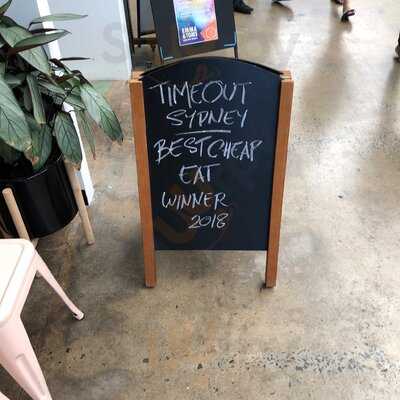 TIMEOUT
SYDNEY
BEST CHEAP
EAT
WINNER
2018